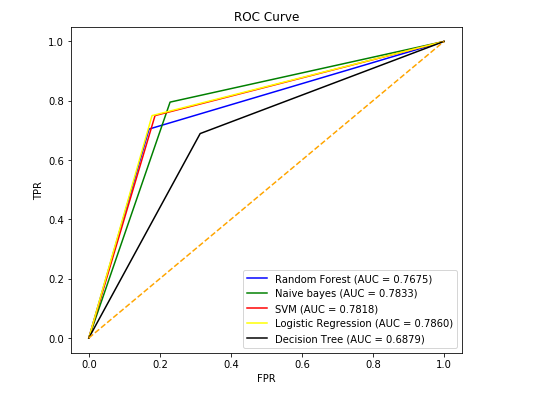 ROC Curve
1.0
0.8
0.6
0.4
0.2
0.0
TPR
Random Forest (AUC = 0.7675)
Naive bayes (AUC = 0.7833)
SVM (AUC = 0.7818)
Logistic Regression (AUC = 0.7860)
Decision Tree (AUC = 0.6879)
0.0 0.2 0.4 0.6 0.8 1.0
FPR